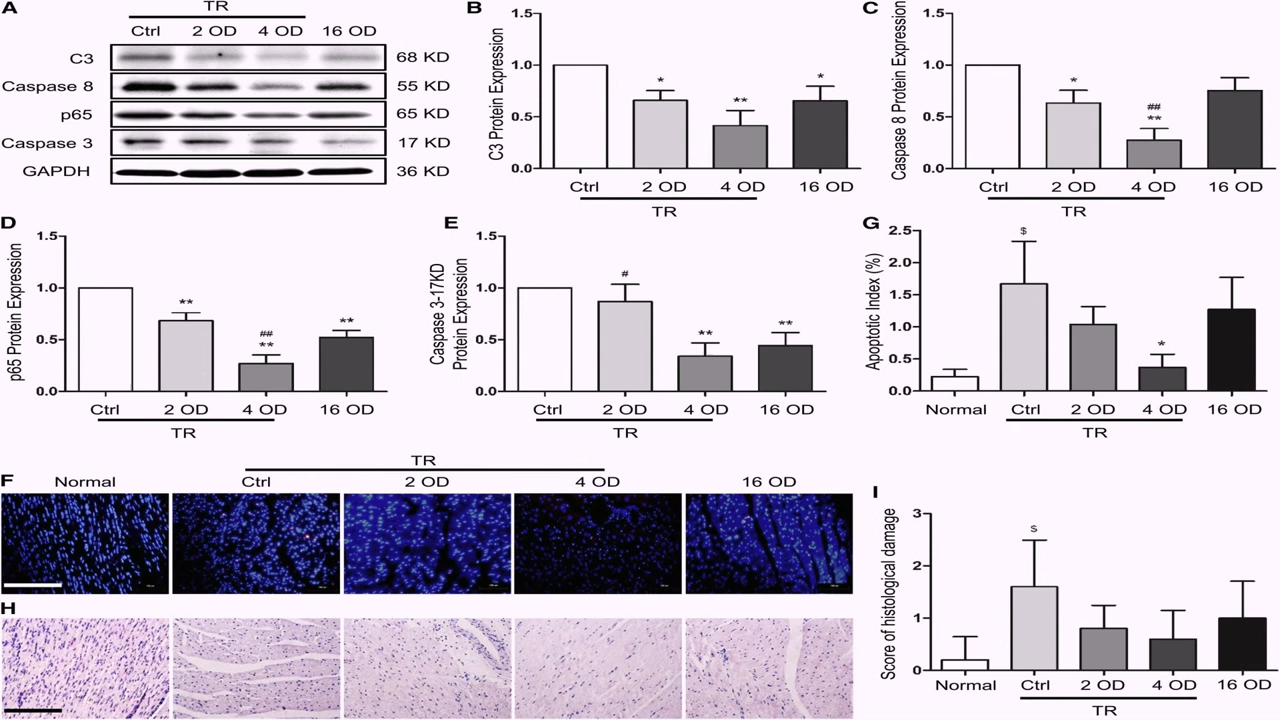 A
TR
Ctrl 2 OD 4 OD 16 OD
C3 68 KD
Caspase 8 55 KD
p65 65 KD
Caspase 3 17 KD
GAPDH 36 KD
B
C3 Protein Expression
1.5
1.0
0.5
0.0
* ** *
Ctrl 2 OD 4 OD 16 OD
TR
C
Caspase 8 Protein Expression
1.5
1.0
0.5
0.0
*
##
**
Ctrl 2 OD 4 OD 16 OD
TR
D
p65 Protein Expression
1.5
1.0
0.5
0.0
**
##
**
**
Ctrl 2 OD 4 OD 16 OD
TR
E
Caspase 3-17KD
Protein Expression
1.5
1.0
0.5
0.0
#
** **
Ctrl 2 OD 4 OD 16 OD
TR
G
Apoptotic Index (%)
2.5
2.0
1.5
1.0
0.5
0.0
$
*
Normal Ctrl 2 OD 4 OD 16 OD
TR
F
TR
Normal Ctrl 2 OD 4 OD 16 OD
H
I
Score of histological damage
3
2
1
0
$
Normal Ctrl 2 OD 4 OD 16 OD
TR